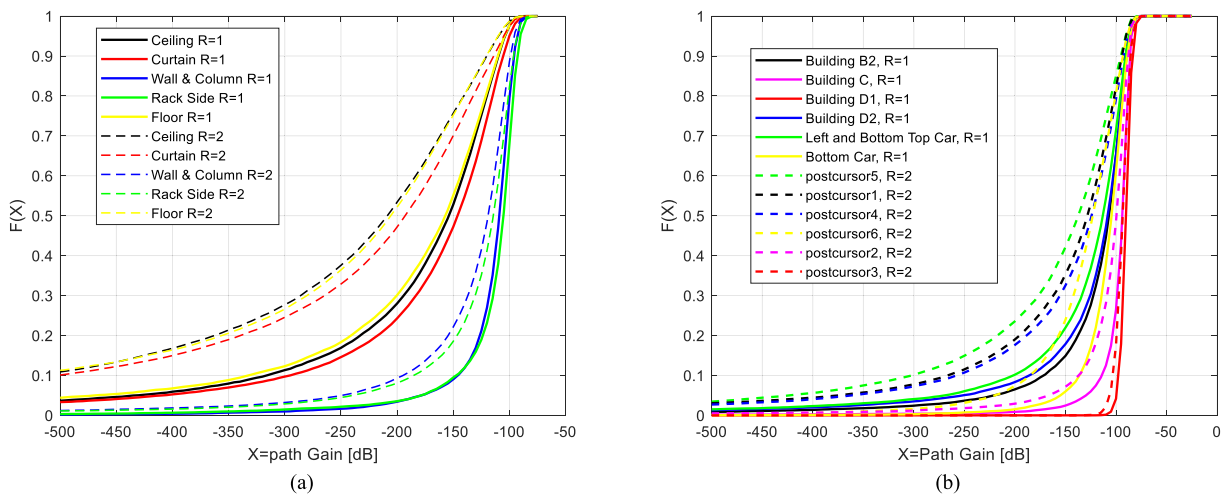 1
0.9
0.8
0.7
0.6
0.5
0.4
0.3
0.2
0.1
0
F(X)
-500 -450 -400 -350 -300 -250 -200 -150 -100 -50
X=path Gain [dB]
Ceiling R=1
Curtain R=1
Wall & Column R=1
Rack Side R=1
Floor R=1
Ceiling R=2
Curtain R=2
Wall & Column R=2
Rack Side R=2
Floor R=2
(a)
1
0.9
0.8
0.7
0.6
0.5
0.4
0.3
0.2
0.1
0
F(X)
-500 -450 -400 -350 -300 -250 -200 -150 -100 -50 0
X=Path Gain [dB]
Building B2, R=1
Building C, R=1
Building D1, R=1
Building D2, R=1
Left and Bottom Top Car, R=1
Bottom Car, R=1
postcursor5, R=2
postcursor1, R=2
postcursor4, R=2
postcursor6, R=2
postcursor2, R=2
postcursor3, R=2
(b)